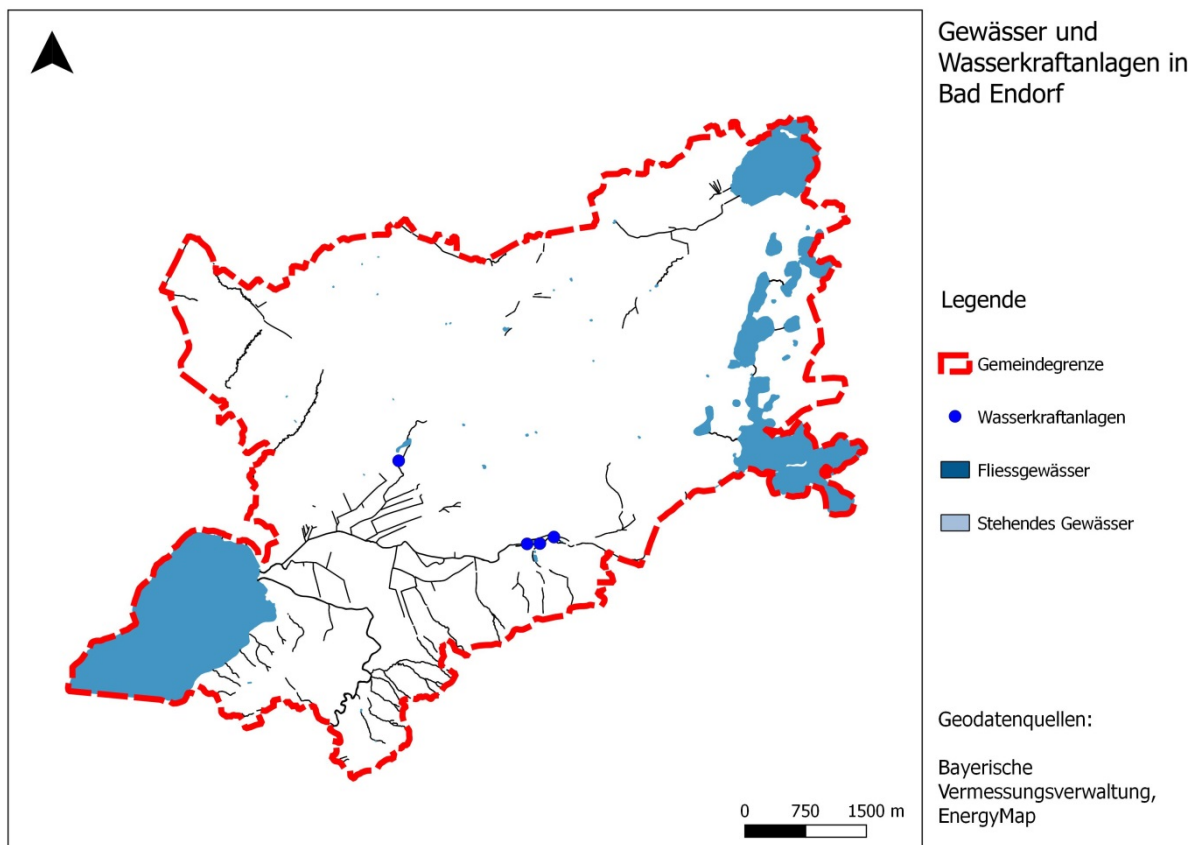 Gewässer und
Wasserkraftanlagen in
Bad Endorf
Legende
Gemeindegrenze
Wasserkraftanlagen
Fliessgewässer
Stehendes Gewässer
Geodatenquellen:
Bayerische
Vermessungsverwaltung,
EnergyMap
0 750 1500 m